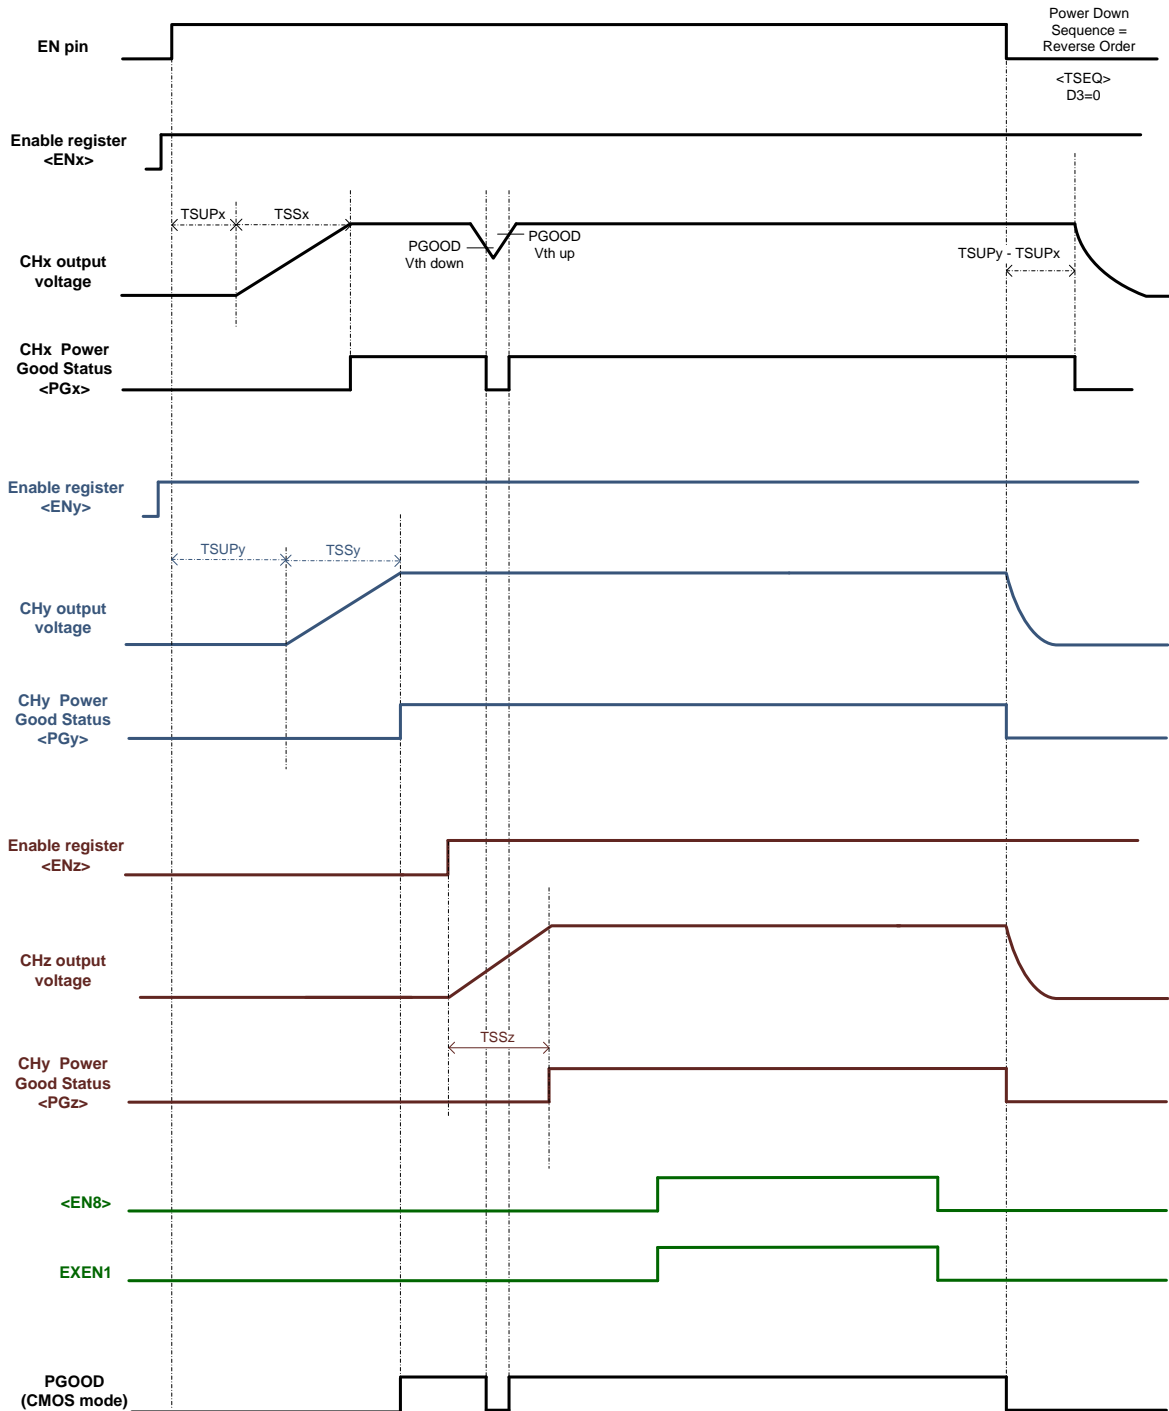 EN pin
Power Down
Sequence =
Reverse Order
<TSEQ>
D3=0
Enable register
<ENx>
TSUPx
TSSx
PGOOD
Vth down
PGOOD
Vth up
TSUPy - TSUPx
CHx output
voltage
CHx Power
Good Status
<PGx>
Enable register
<ENy>
TSUPy
TSSy
CHy output
voltage
CHy Power
Good Status
<PGy>
Enable register
<ENz>
CHz output
voltage
TSSz
CHy Power
Good Status
<PGz>
<EN8>
EXEN1
PGOOD
(CMOS mode)